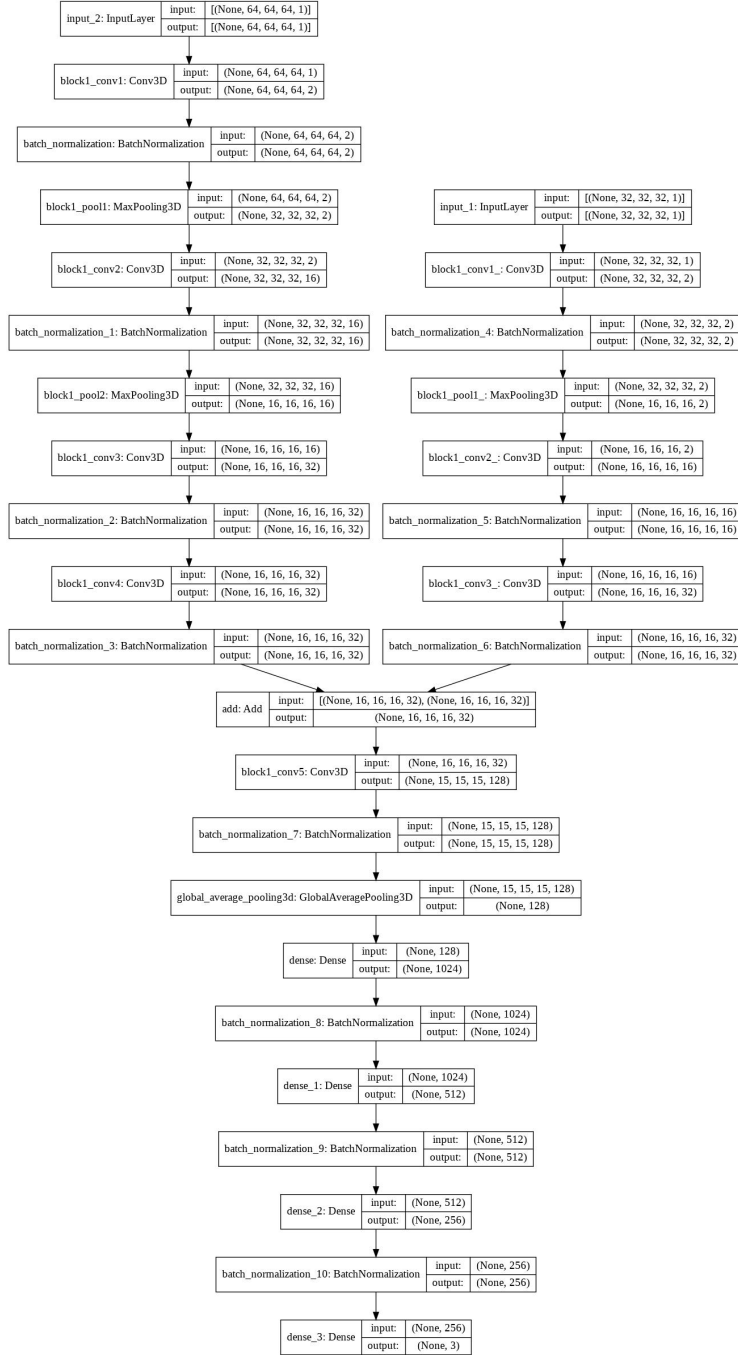 input_2: InputLayer
input: [(None, 64, 64, 64, 1)]
output: [(None, 64, 64, 64, 1)]
block1_conv1: Conv3D
input: (None, 64, 64, 64, 1)
output: (None, 64, 64, 64, 2)
batch_normalization: BatchNormalization
input: (None, 64, 64, 64, 2)
output: (None, 64, 64, 64, 2)
block1_pool1: MaxPooling3D
input: (None, 64, 64, 64, 2)
output: (None, 32, 32, 32, 2)
block1_conv2: Conv3D
input: (None, 32, 32, 32, 2)
output: (None, 32, 32, 32, 16)
batch_normalization_1: BatchNormalization
input: (None, 32, 32, 32, 16)
output: (None, 32, 32, 32, 16)
block1_pool2: MaxPooling3D
input: (None, 32, 32, 32, 16)
output: (None, 16, 16, 16, 16)
block1_conv3: Conv3D
input: (None, 16, 16, 16, 16)
output: (None, 16, 16, 16, 32)
batch_normalization_2: BatchNormalization
input: (None, 16, 16, 16, 32)
output: (None, 16, 16, 16, 32)
block1_conv4: Conv3D
input: (None, 16, 16, 16, 32)
output: (None, 16, 16, 16, 32)
batch_normalization_3: BatchNormalization
input: (None, 16, 16, 16, 32)
output: (None, 16, 16, 16, 32)
input_1: InputLayer
input: [(None, 32, 32, 32, 1)]
output: [(None, 32, 32, 32, 1)]
block1_conv1_: Conv3D
input: (None, 32, 32, 32, 1)
output: (None, 32, 32, 32, 2)
batch_normalization_4: BatchNormalization
input: (None, 32, 32, 32, 2)
output: (None, 32, 32, 32, 2)
block1_pool1_: MaxPooling3D
input: (None, 32, 32, 32, 2)
output: (None, 16, 16, 16, 2)
block1_conv2_: Conv3D
input: (None, 16, 16, 16, 2)
output: (None, 16, 16, 16, 16)
batch_normalization_5: BatchNormalization
input: (None, 16, 16, 16, 16)
output: (None, 16, 16, 16, 16)
block1_conv3_: Conv3D
input: (None, 16, 16, 16, 16)
output: (None, 16, 16, 16, 32)
batch_normalization_6: BatchNormalization
input: (None, 16, 16, 16, 32)
output: (None, 16, 16, 16, 32)
add: Add
input: [(None, 16, 16, 16, 32), (None, 16, 16, 16, 32)]
output: (None, 16, 16, 16, 32)
block1_conv5: Conv3D
input: (None, 16, 16, 16, 32)
output: (None, 15, 15, 15, 128)
batch_normalization_7: BatchNormalization
input: (None, 15, 15, 15, 128)
output: (None, 15, 15, 15, 128)
global_average_pooling3d: GlobalAveragePooling3D
input: (None, 15, 15, 15, 128)
output: (None, 128)
dense: Dense
input: (None, 128)
output: (None, 1024)
batch_normalization_8: BatchNormalization
input: (None, 1024)
output: (None, 1024)
dense_1: Dense
input: (None, 1024)
output: (None, 512)
batch_normalization_9: BatchNormalization
input: (None, 512)
output: (None, 512)
dense_2: Dense
input: (None, 512)
output: (None, 256)
batch_normalization_10: BatchNormalization
input: (None, 256)
output: (None, 256)
dense_3: Dense
input: (None, 256)
output: (None, 3)